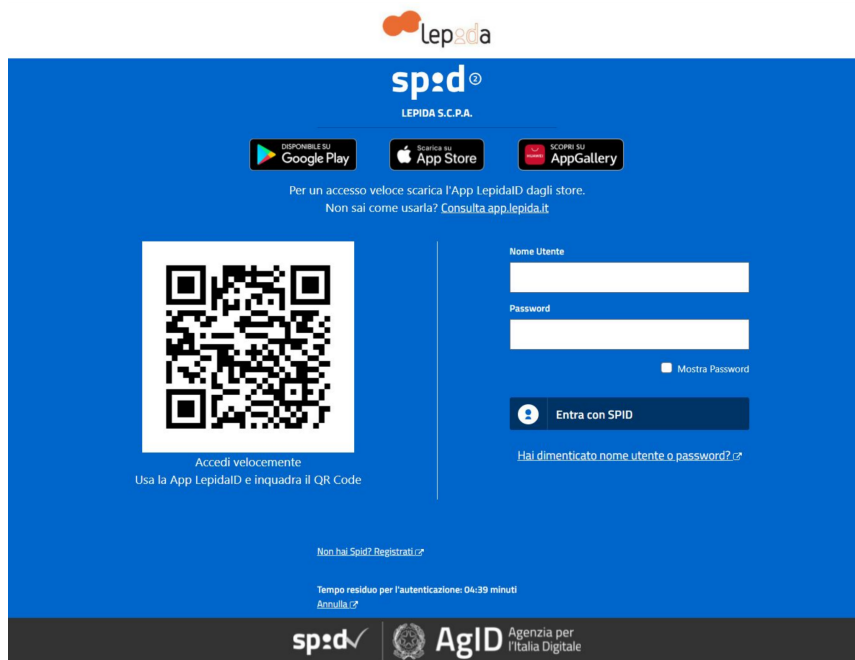 lepida
spid 2
LEPIDA S.C.P.A.
DISPONIBILE SU
Google Play
Scarica su
App Store
HUAWEI
SCOPRI SU
AppGallery
Per un accesso veloce scarica l'App LepidaID dagli store.
Non sai come usarla? Consulta app.lepida.it
Accedi velocemente
Usa la App LepidaID e inquadra il QR Code
Nome Utente
Password
Mostra Password
Entra con SPID
Hai dimenticato nome utente o password?
Non hai Spid? Registrati
Tempo residuo per l'autenticazione: 04:39 minuti
Annulla
spid
AgID
Agenzia per
l'Italia Digitale